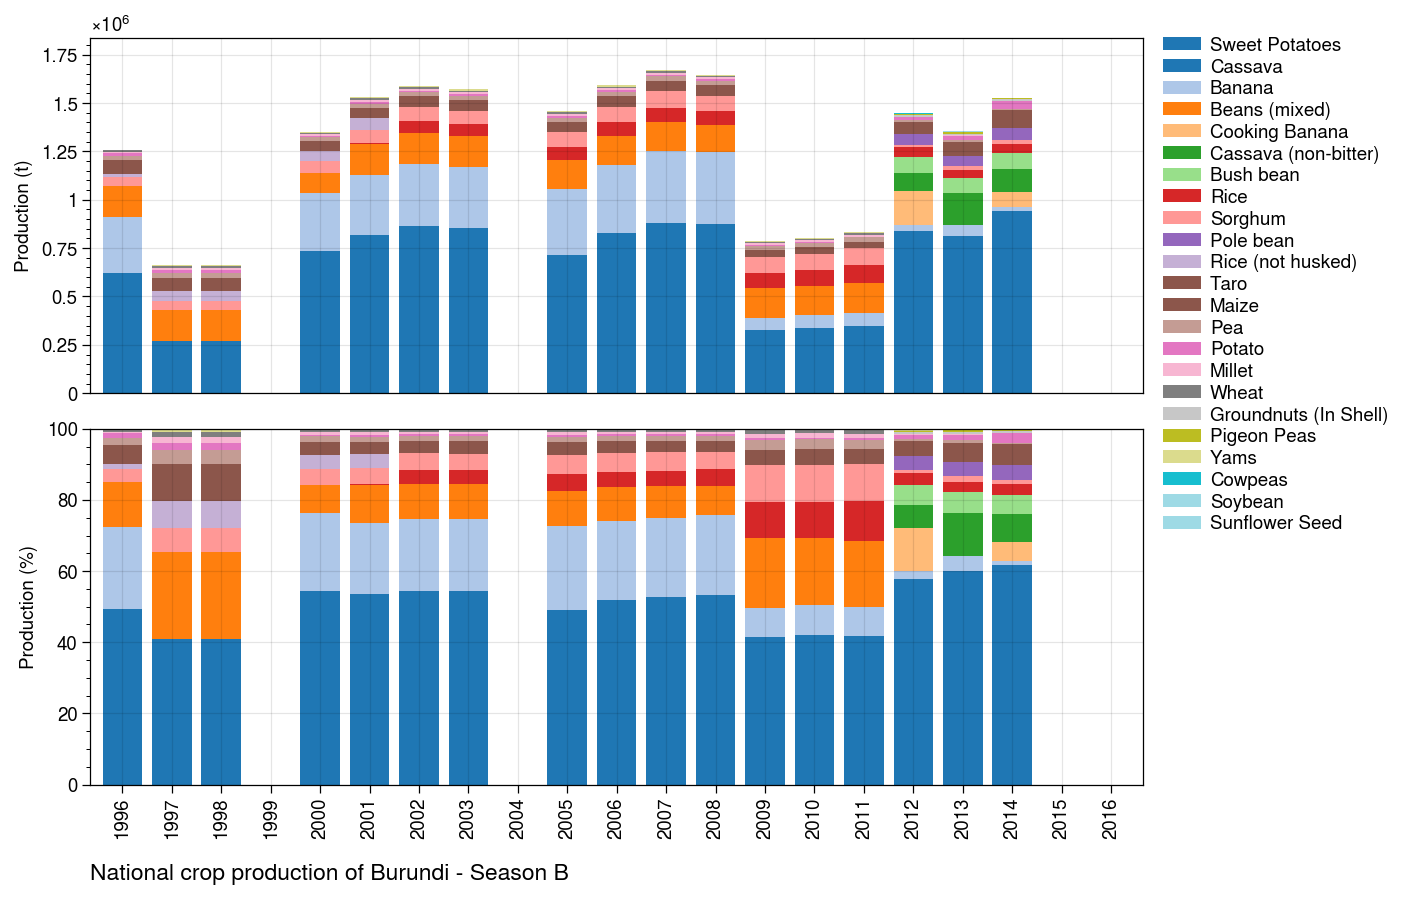 ×10⁶
1.75
1.5
1.25
1
0.75
0.5
0.25
0
Production (t)
Sweet Potatoes
Cassava
Banana
Beans (mixed)
Cooking Banana
Cassava (non-bitter)
Bush bean
Rice
Sorghum
Pole bean
Rice (not husked)
Taro
Maize
Pea
Potato
Millet
Wheat
Groundnuts (In Shell)
Pigeon Peas
Yams
Cowpeas
Soybean
Sunflower Seed
100
80
60
40
20
0
Production (%)
1996
1997
1998
1999
2000
2001
2002
2003
2004
2005
2006
2007
2008
2009
2010
2011
2012
2013
2014
2015
2016
National crop production of Burundi - Season B